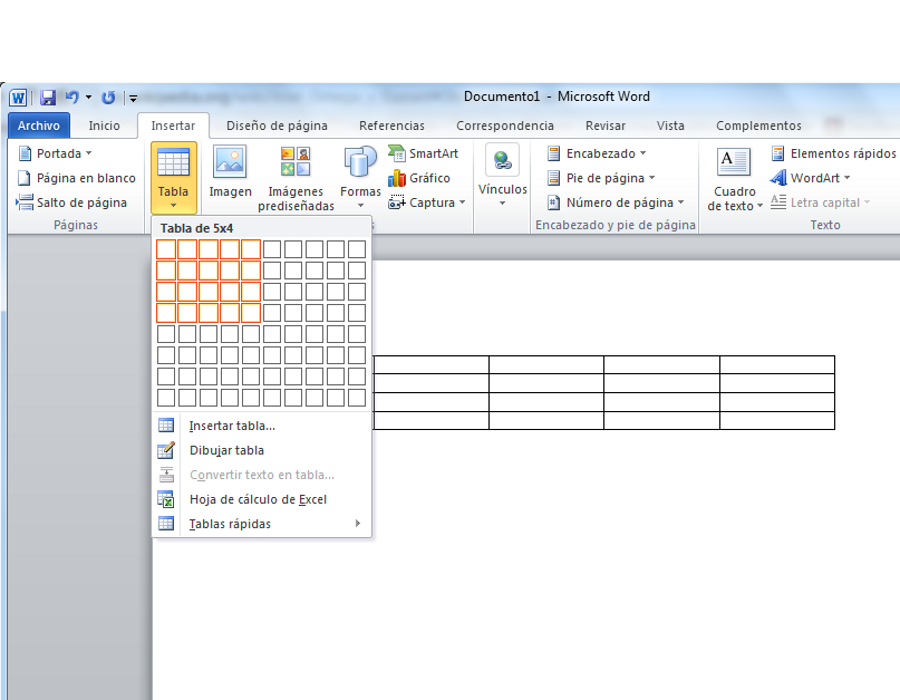 W
Documento1 - Microsoft Word
Archivo Inicio Insertar Diseño de página Referencias Correspondencia Revisar Vista Complementos
Portada
Página en blanco
Salto de página
Páginas
Tabla
Imagen
Imágenes
prediseñadas
Formas
SmartArt
Gráfico
Captura
Vínculos
Encabezado
Pie de página
Número de página
Encabezado y pie de página
Cuadro
de texto
Elementos rápidos
WordArt
Letra capital
Texto
Tabla de 5x4
Insertar tabla...
Dibujar tabla
Convertir texto en tabla...
Hoja de cálculo de Excel
Tablas rápidas